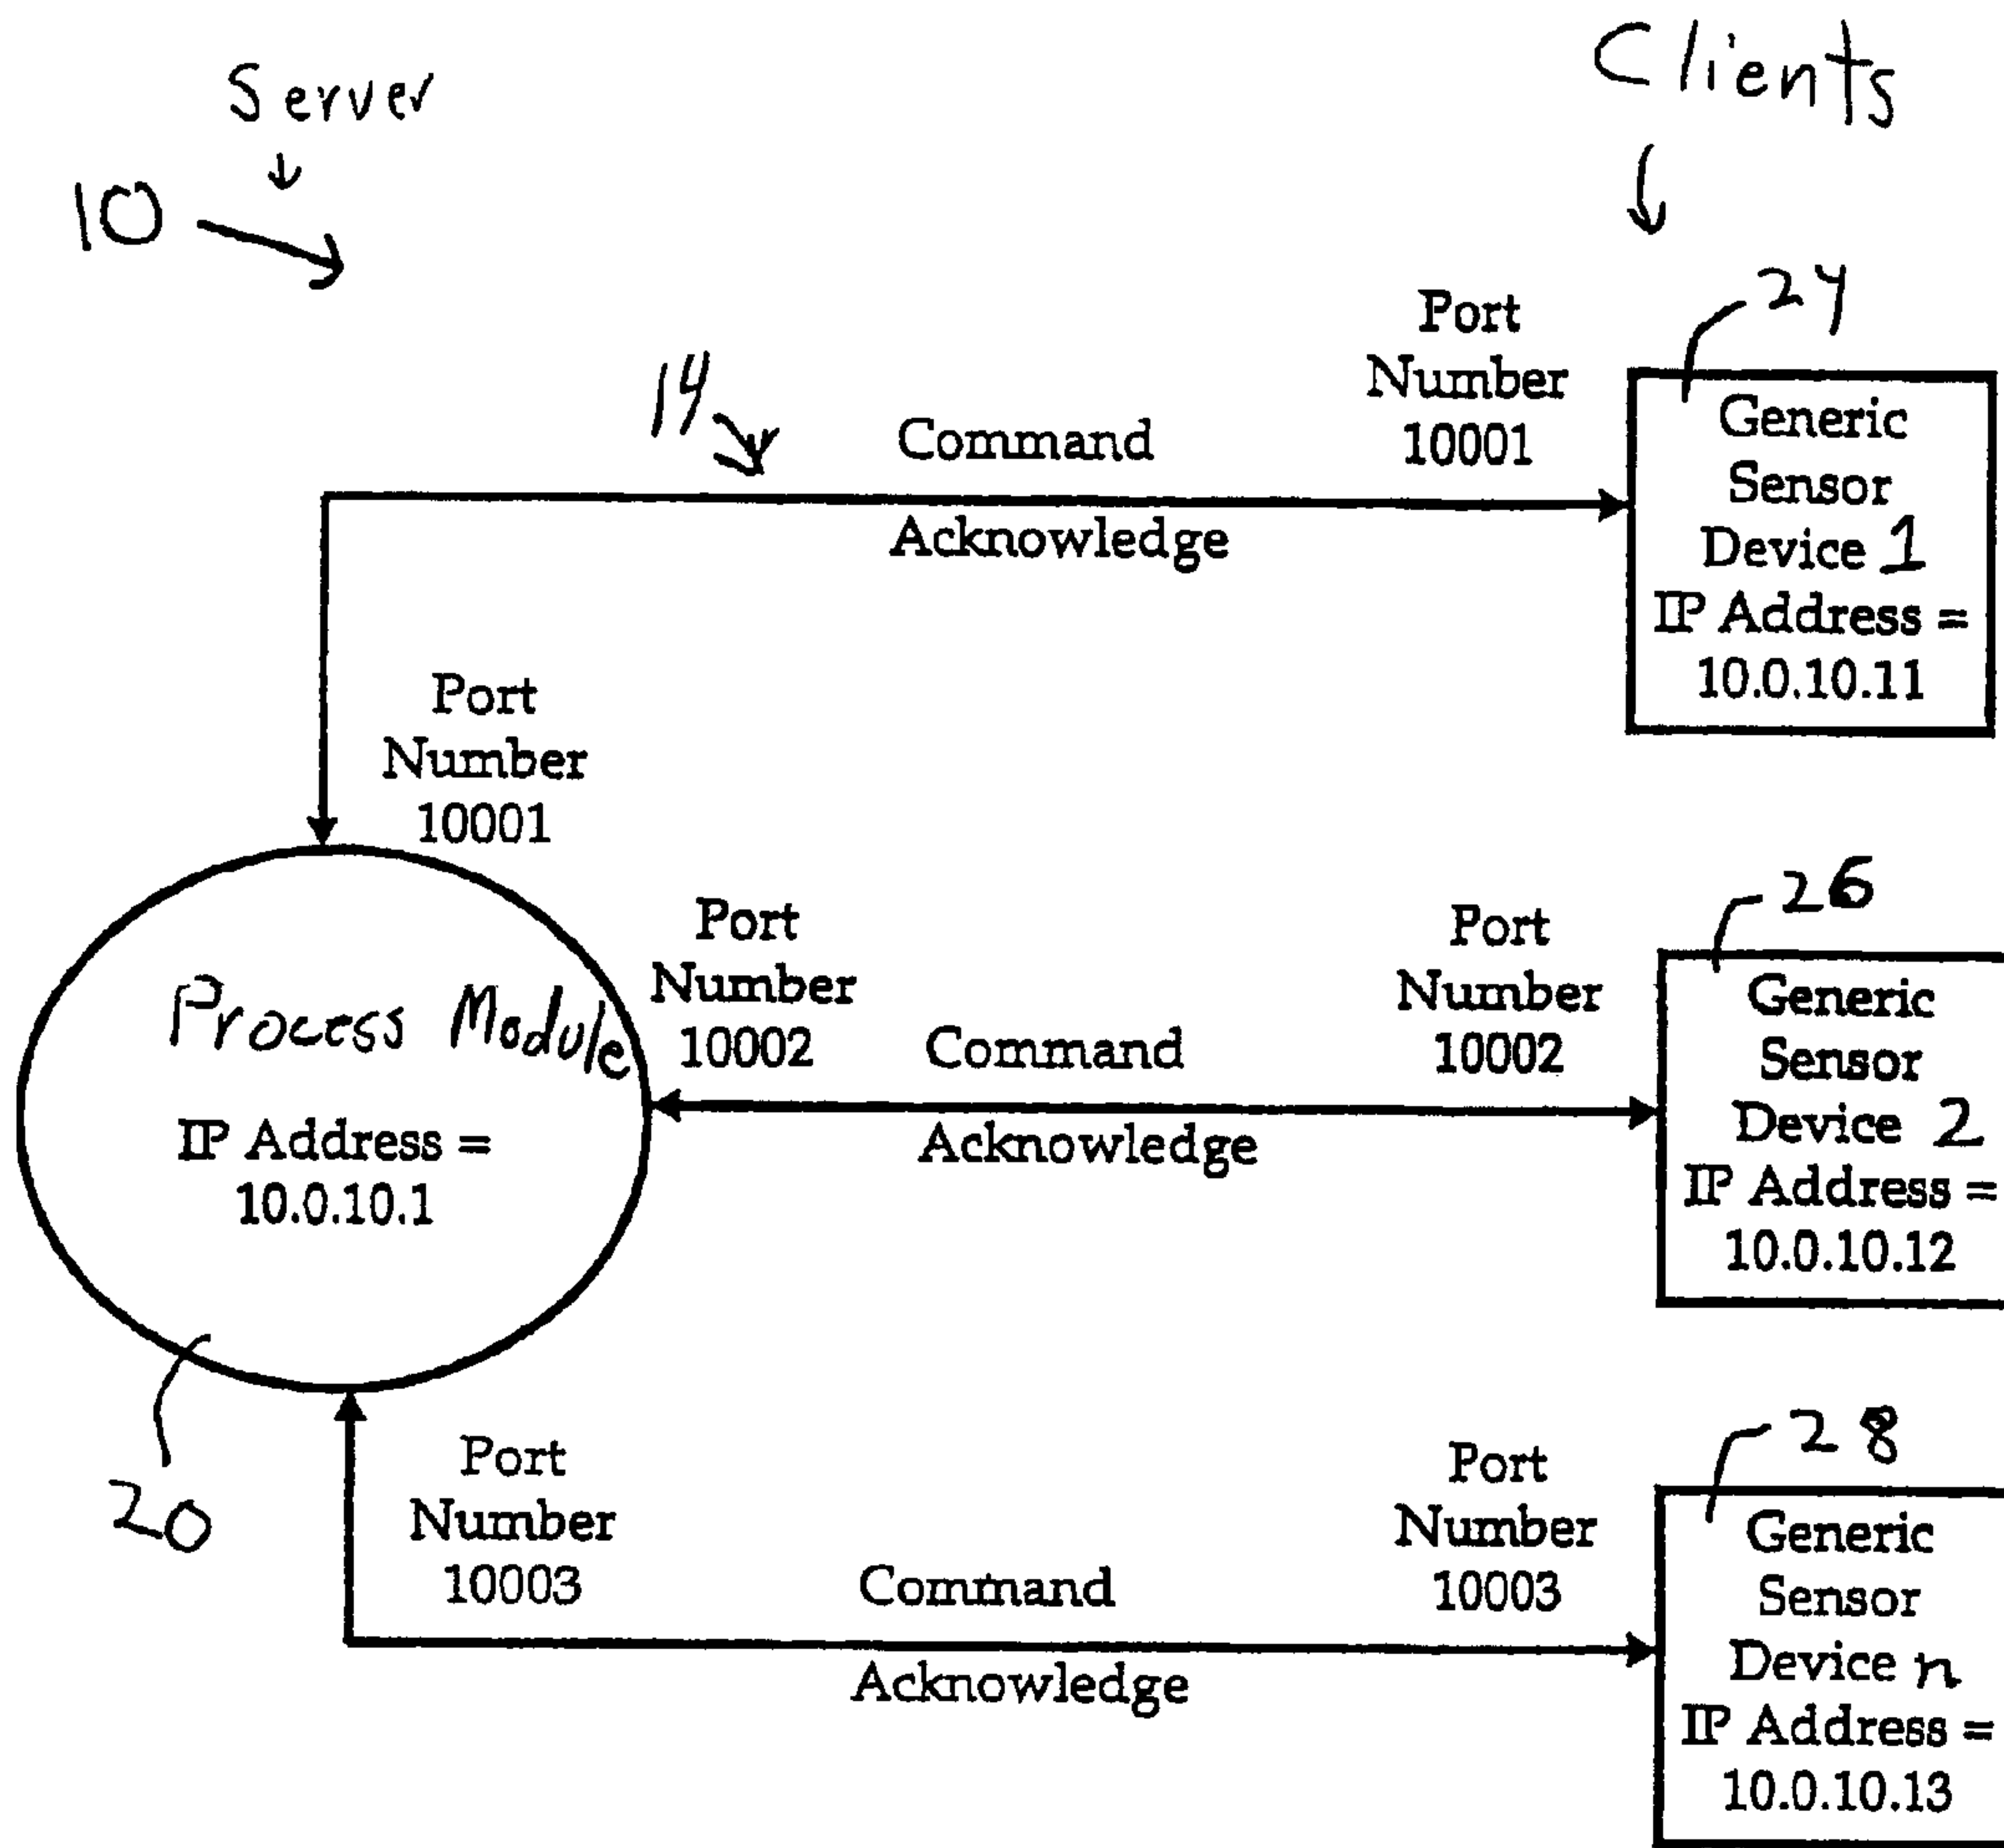 Server
Clients
10
24
14
Port
Number
10001
Command
Acknowledge
Generic
Sensor
Device 1
IP Address =
10.0.10.11
Port
Number
10001
Process Module
IP Address =
10.0.10.1
20
Port
Number
10002
Command
Acknowledge
Port
Number
10002
26
Generic
Sensor
Device 2
IP Address =
10.0.10.12
Port
Number
10003
Command
Acknowledge
Port
Number
10003
28
Generic
Sensor
Device n
IP Address =
10.0.10.13